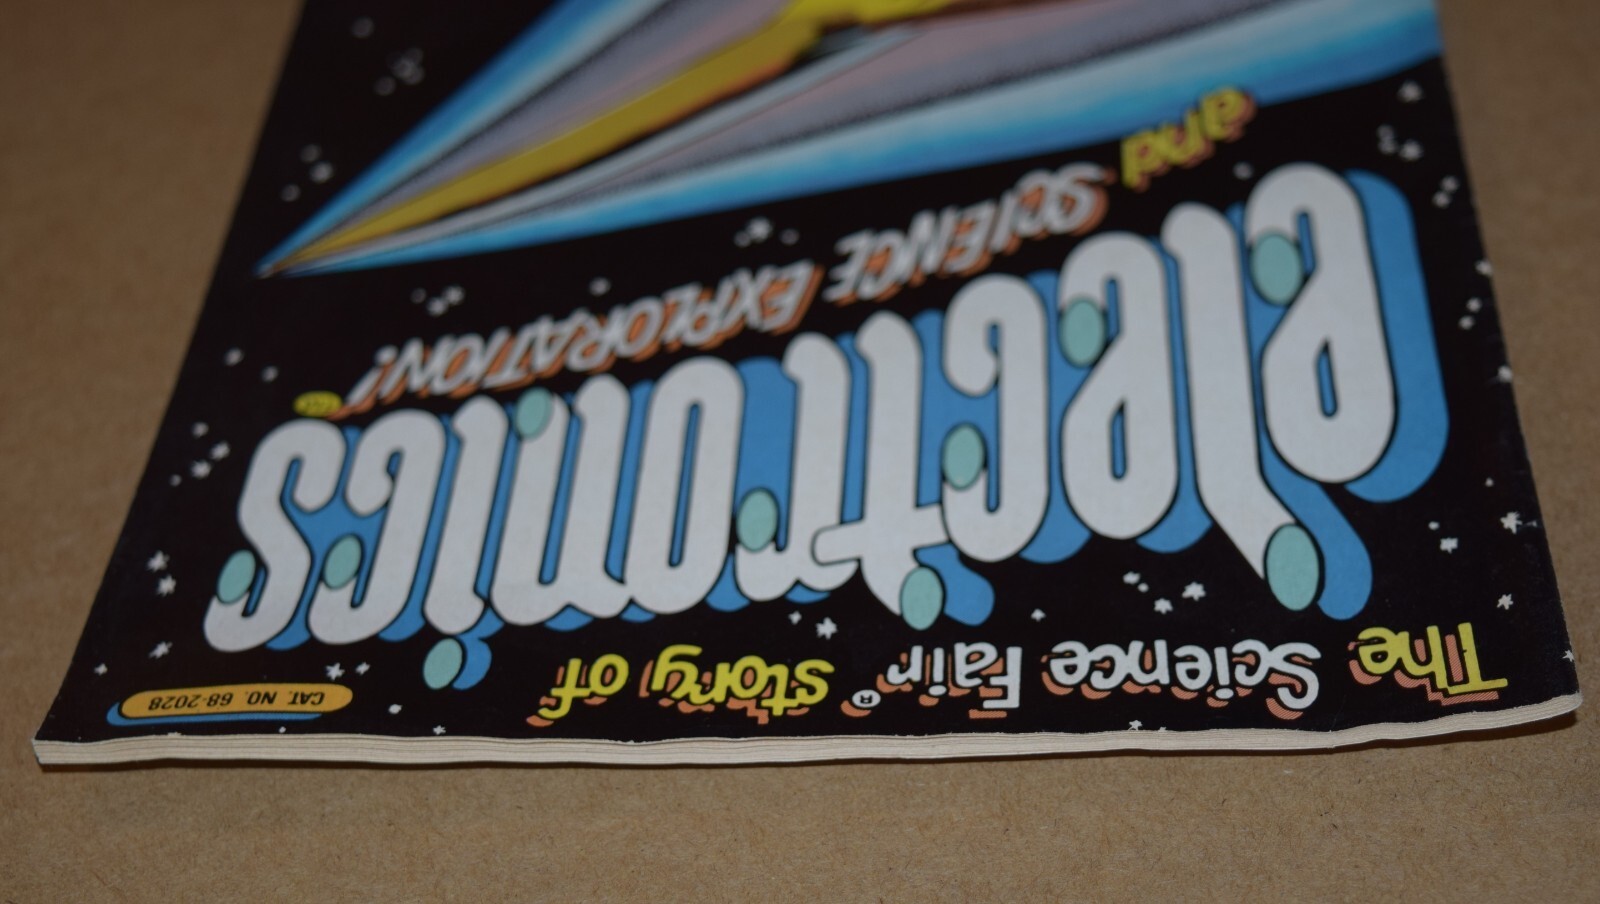 CAT. NO. 68-2028
The Science Fair® story of
electronics
and SCIENCE EXPLORATION!